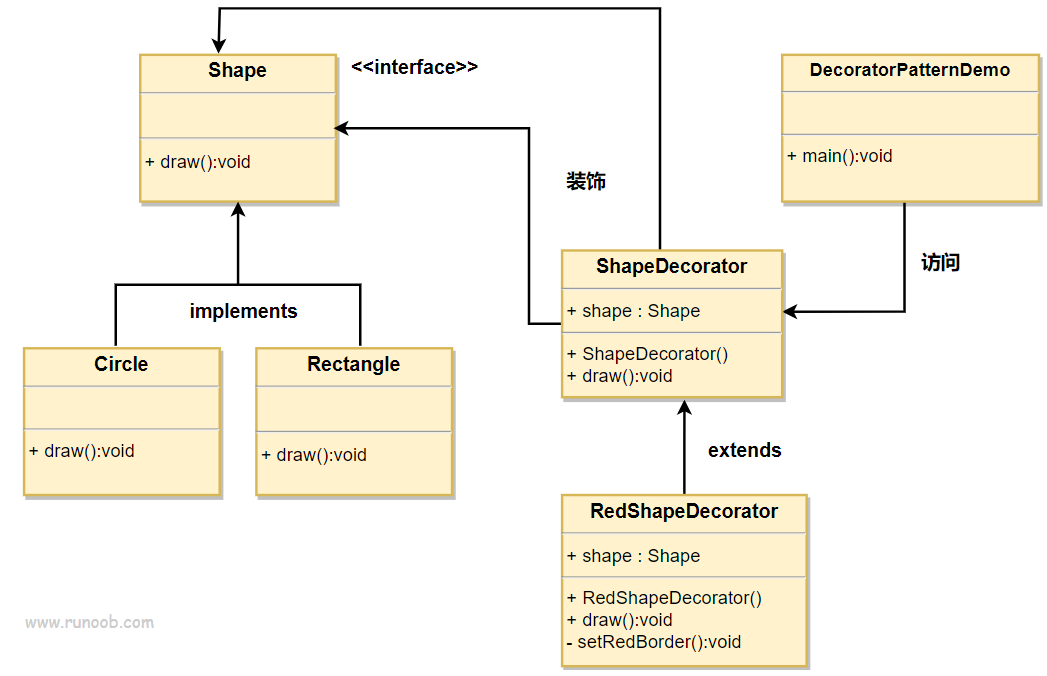 Shape
<<interface>>
+ draw():void
DecoratorPatternDemo
+ main():void
装饰
访问
ShapeDecorator
+ shape : Shape
+ ShapeDecorator()
+ draw():void
implements
Circle
+ draw():void
Rectangle
+ draw():void
extends
RedShapeDecorator
+ shape : Shape
+ RedShapeDecorator()
+ draw():void
- setRedBorder():void
www.runoob.com